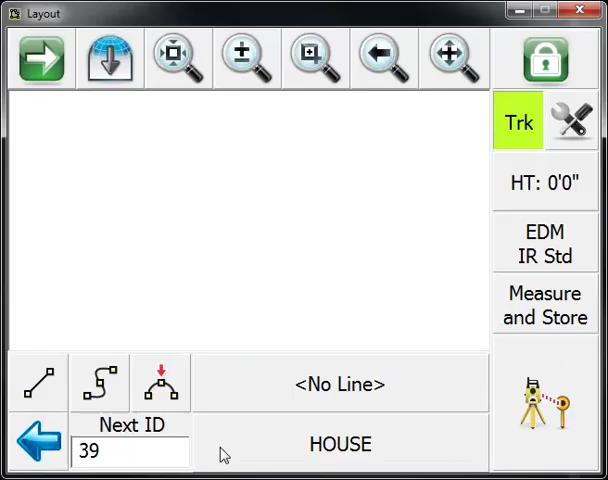 Layout
Trk
HT: 0'0"
EDM
IR Std
Measure
and Store
<No Line>
Next ID
39
HOUSE